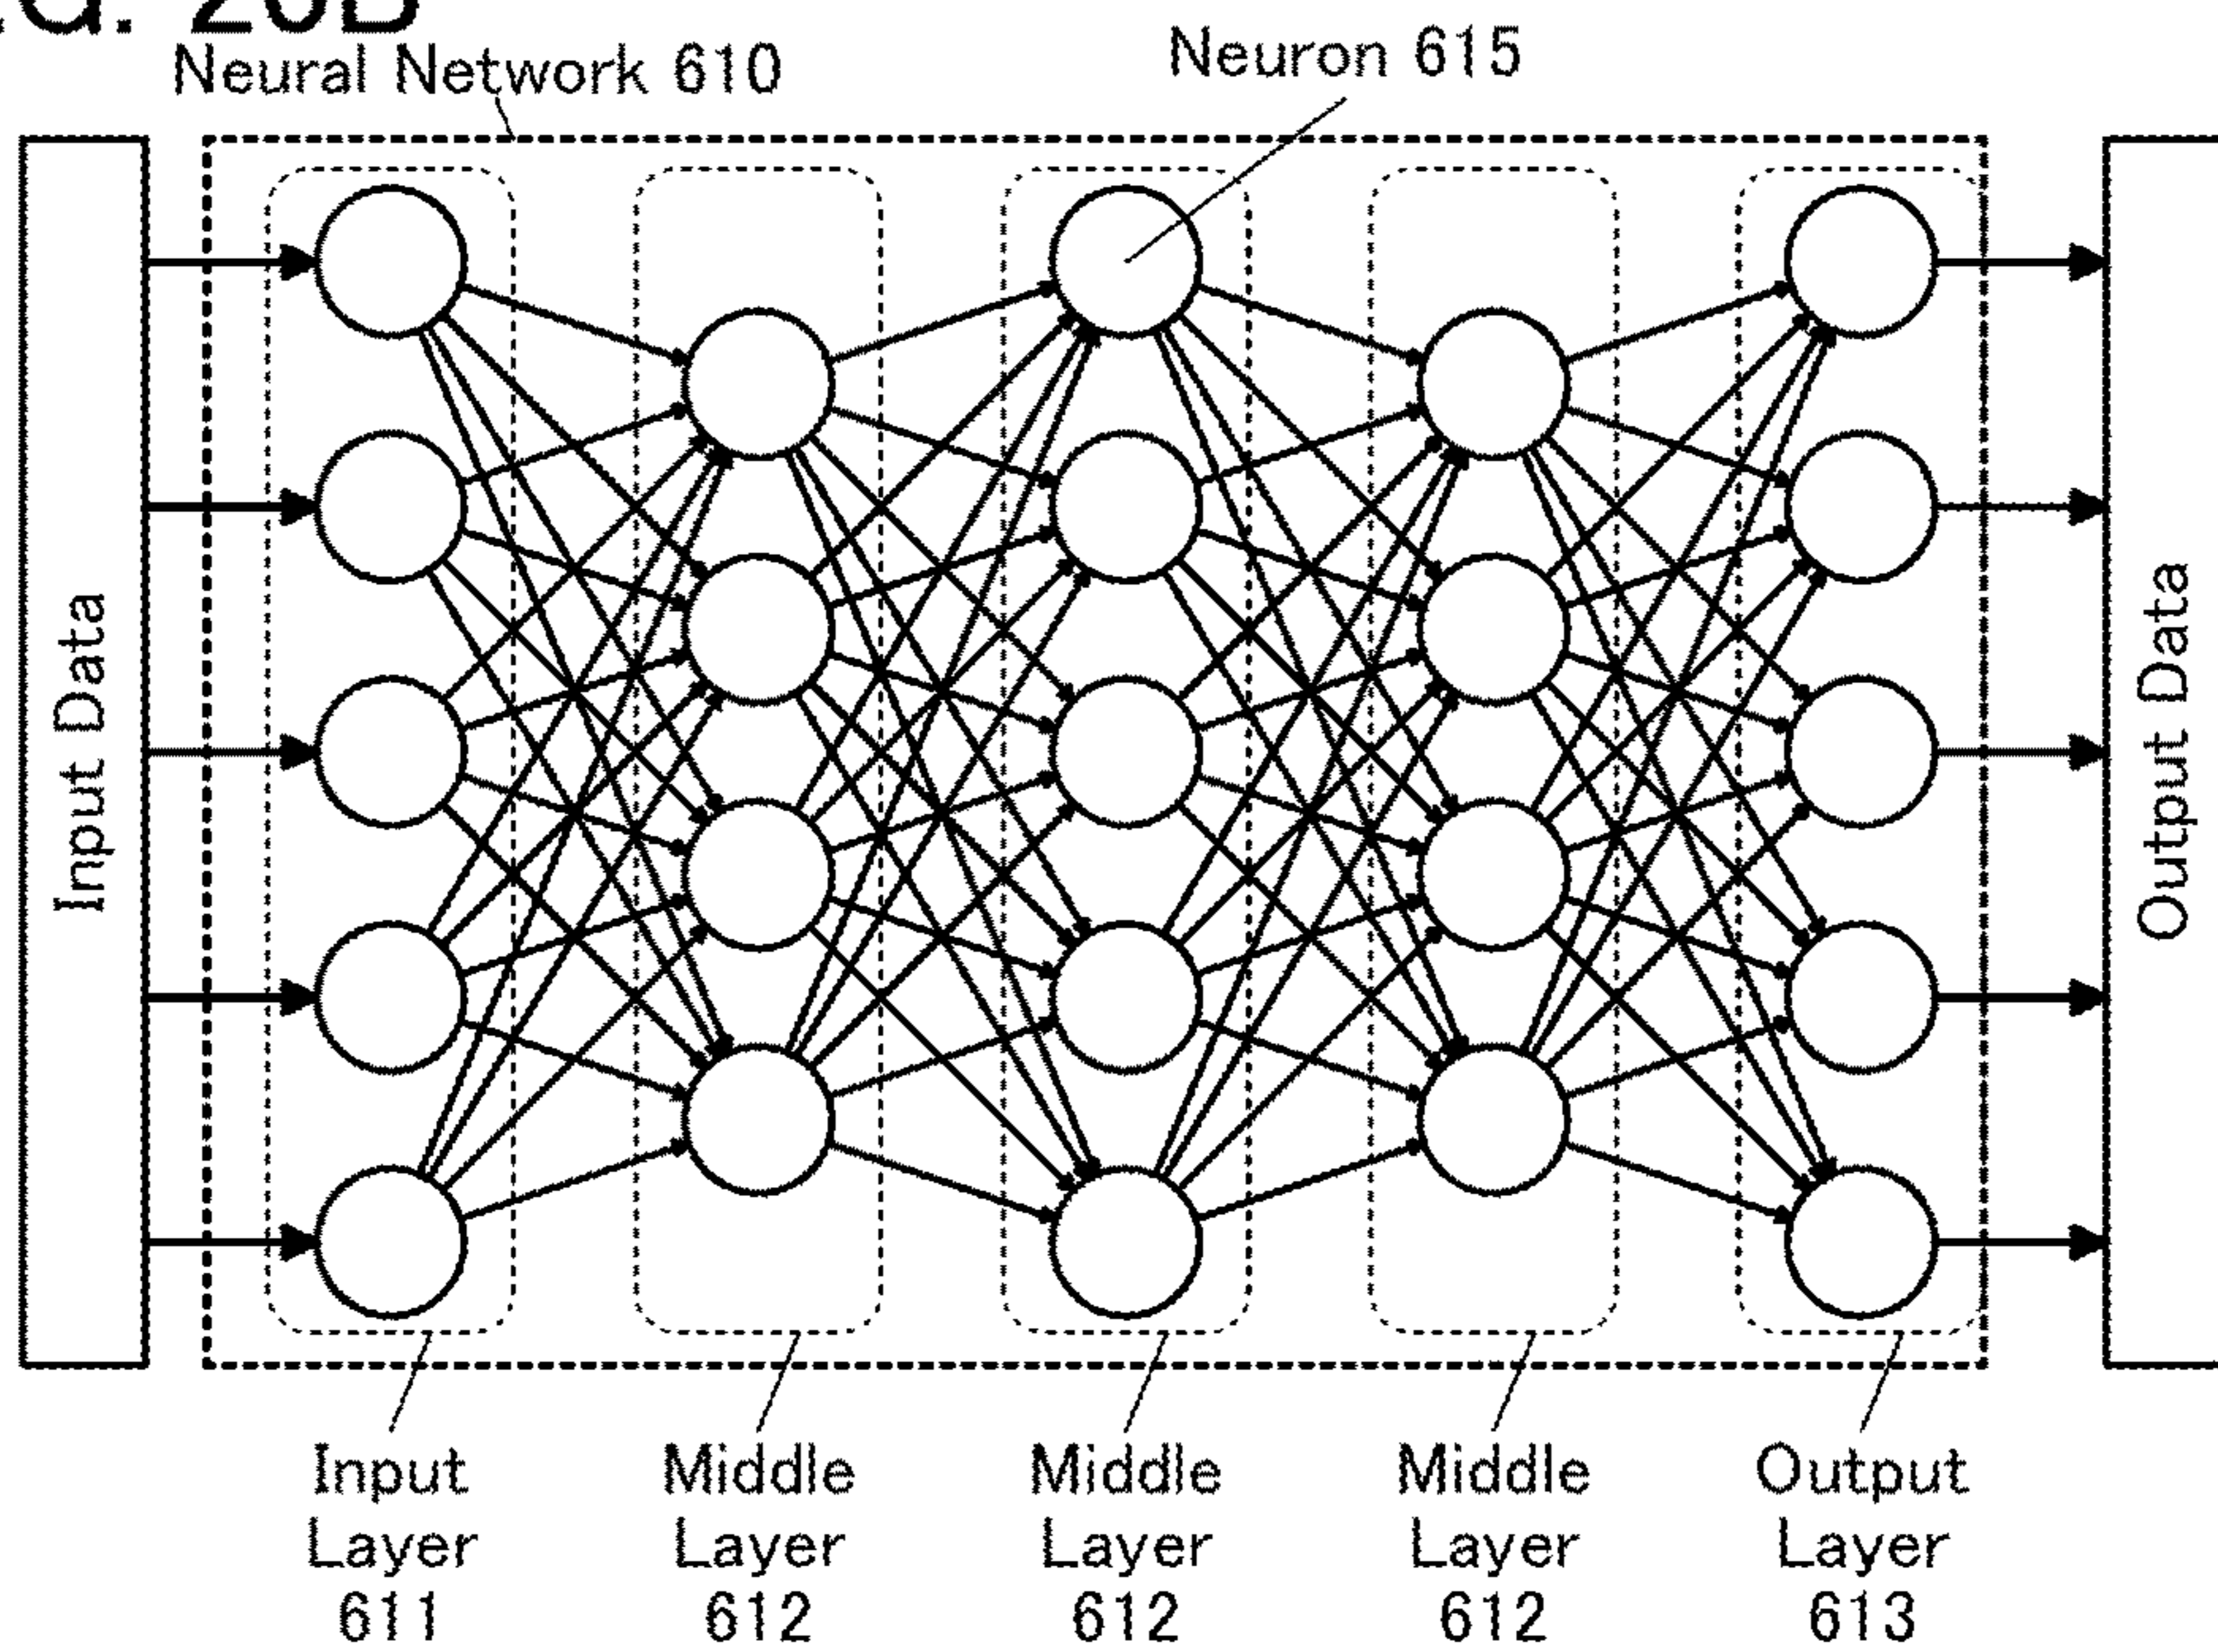 20B
Neural Network 610
Neuron 615
Input Data
Output Data
Input
Layer
611
Middle
Layer
612
Middle
Layer
612
Middle
Layer
612
Output
Layer
613